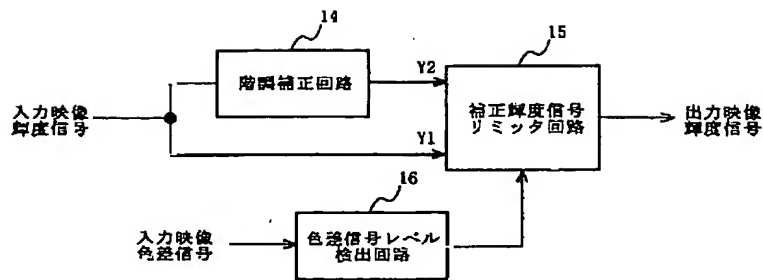 14
階調補正回路
Y2
15
入力映像
輝度信号
補正輝度信号
リミッタ回路
出力映像
輝度信号
Y1
16
入力映像
色差信号
色差信号レベル
検出回路